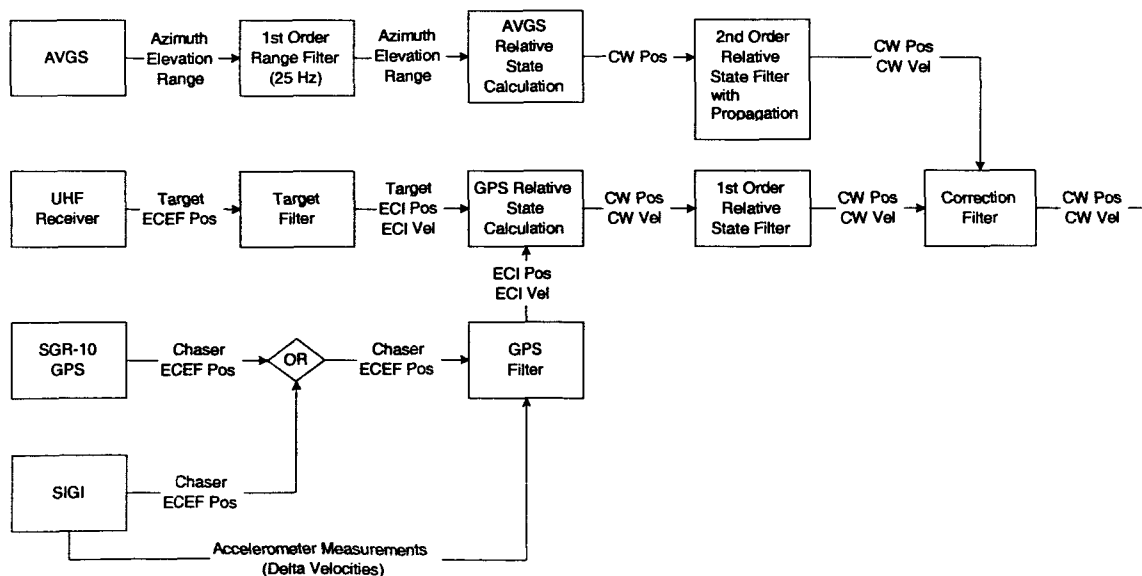 AVGS
Azimuth
Elevation
Range
1st Order
Range Filter
(25 Hz)
Azimuth
Elevation
Range
AVGS
Relative
State
Calculation
CW Pos
2nd Order
Relative
State Filter
with
Propagation
CW Pos
CW Vel
UHF
Receiver
Target
ECEF Pos
Target
Filter
Target
ECI Pos
ECI Vel
GPS Relative
State
Calculation
CW Pos
CW Vel
1st Order
Relative
State Filter
CW Pos
CW Vel
Correction
Filter
CW Pos
CW Vel
ECI Pos
ECI Vel
SGR-10
GPS
Chaser
ECEF Pos
OR
Chaser
ECEF Pos
GPS
Filter
SIGI
Chaser
ECEF Pos
Accelerometer Measurements
(Delta Velocities)